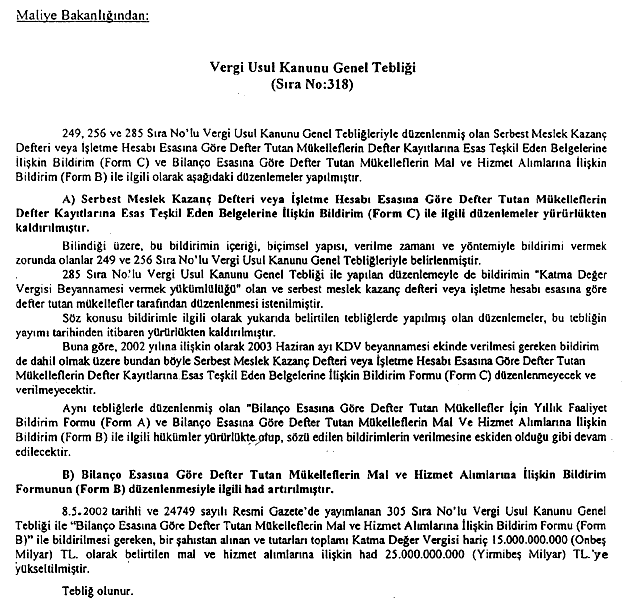 Maliye Bakanlığından:
Vergi Usul Kanunu Genel Tebliği
(Sıra No:318)
249, 256 ve 285 Sıra No'lu Vergi Usul Kanunu Genel Tebliğleriyle düzenlenmiş olan Serbest Meslek Kazanç
Defteri veya İşletme Hesabı Esasına Göre Defter Tutan Mükelleflerin Defter Kayıtlarına Esas Teşkil Eden Belgelerine
İlişkin Bildirim (Form C) ve Bilanço Esasına Göre Defter Tutan Mükelleflerin Mal ve Hizmet Alımlarına İlişkin
Bildirim (Form B) ile ilgili olarak aşağıdaki düzenlemeler yapılmıştır.
A) Serbest Meslek Kazanç Defteri veya İşletme Hesabı Esasına Göre Defter Tutan Mükelleflerin
Defter Kayıtlarına Esas Teşkil Eden Belgelerine İlişkin Bildirim (Form C) ile ilgili düzenlemeler yürürlükten
kaldırılmıştır.
Bilindiği üzere, bu bildirimin içeriği, biçimsel yapısı, verilme zamanı ve yöntemiyle bildirimi vermek
zorunda olanlar 249 ve 256 Sıra No'lu Vergi Usul Kanunu Genel Tebliğleriyle belirlenmiştir.
285 Sıra No'lu Vergi Usul Kanunu Genel Tebliği ile yapılan düzenlemeyle de bildirimin "Katma Değer
Vergisi Beyannamesi vermek yükümlülüğü" olan ve serbest meslek kazanç defteri veya işletme hesabı esasına göre
defter tutan mükellefler tarafından düzenlenmesi istenilmiştir.
Söz konusu bildirimle ilgili olarak yukarıda belirtilen tebliğlerde yapılmış olan düzenlemeler, bu tebliğin
yayımı tarihinden itibaren yürürlükten kaldırılmıştır.
Buna göre, 2002 yılına ilişkin olarak 2003 Haziran ayı KDV beyannamesi ekinde verilmesi gereken bildirim
de dahil olmak üzere bundan böyle Serbest Meslek Kazanç Defteri veya İşletme Hesabı Esasına Göre Defter Tutan
Mükelleflerin Defter Kayıtlarına Esas Teşkil Eden Belgelerine İlişkin Bildirim Formu (Form C) düzenlenmeyecek ve
verilmeyecektir.
Aynı tebliğlerle düzenlenmiş olan "Bilanço Esasına Göre Defter Tutan Mükellefler İçin Yıllık Faaliyet
Bildirim Formu (Form A) ve Bilanço Esasına Göre Defter Tutan Mükelleflerin Mal Ve Hizmet Alımlarına İlişkin
Bildirim (Form B) ile ilgili hükümler yürürlükte olup, sözü edilen bildirimlerin verilmesine eskiden olduğu gibi devam
edilecektir.
B) Bilanço Esasına Göre Defter Tutan Mükelleflerin Mal ve Hizmet Alımlarına İlişkin Bildirim
Formunun (Form B) düzenlenmesiyle ilgili had artırılmıştır.
8.5.2002 tarihli ve 24749 sayılı Resmi Gazete'de yayımlanan 305 Sıra No'lu Vergi Usul Kanunu Genel
Tebliği ile "Bilanço Esasına Göre Defter Tutan Mükelleflerin Mal ve Hizmet Alımlarına İlişkin Bildirim Formu (Form
B)" ile bildirilmesi gereken, bir şahıstan alınan ve tutarları toplamı Katma Değer Vergisi hariç 15.000.000.000 (Onbeş
Milyar) TL. olarak belirtilen mal ve hizmet alımlarına ilişkin had 25.000.000.000 (Yirmibeş Milyar) TL.'ye
yükseltilmiştir.
Tebliğ olunur.